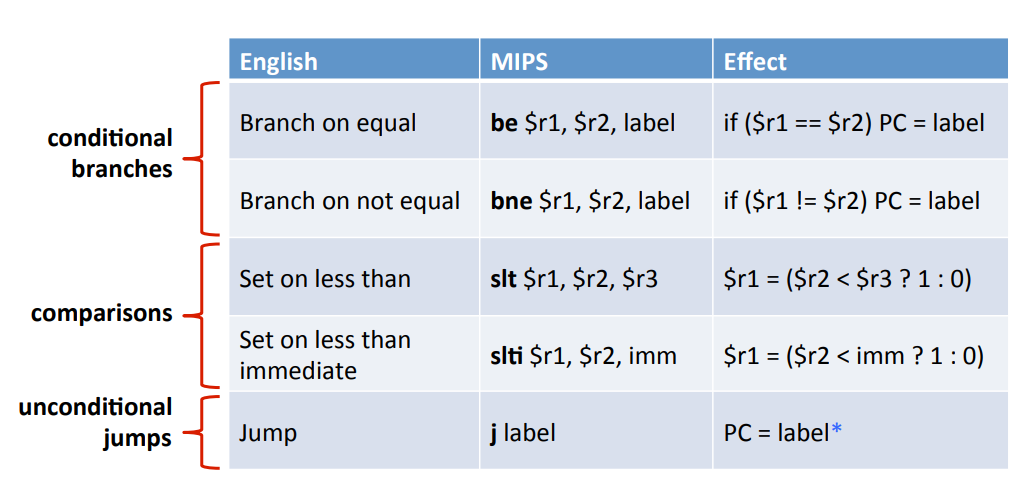 English MIPS Effect
conditional
branches
Branch on equal be $r1, $r2, label if ($r1 == $r2) PC = label
Branch on not equal bne $r1, $r2, label if ($r1 != $r2) PC = label
comparisons
Set on less than slt $r1, $r2, $r3 $r1 = ($r2 < $r3 ? 1 : 0)
Set on less than
immediate
slti $r1, $r2, imm $r1 = ($r2 < imm ? 1 : 0)
unconditional
jumps
Jump j label PC = label*